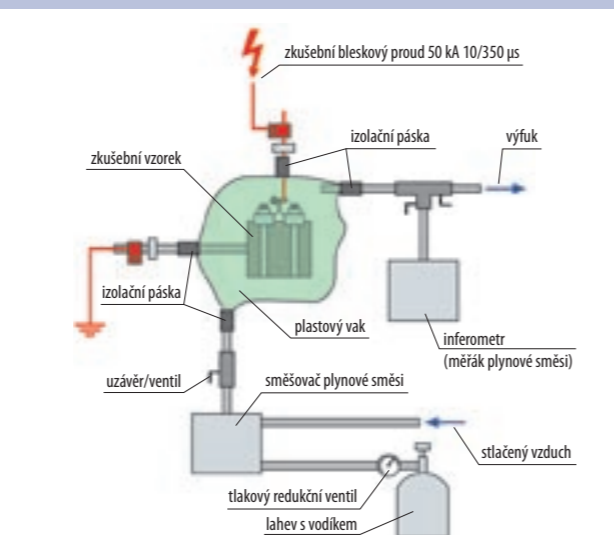 zkušební bleskový proud 50 kA 10/350 μs
izolační páska
výfuk
zkušební vzorek
izolační páska
plastový vak
inferometr
(měřák plynové směsi)
uzávěr/ventil
směšovač plynové směsi
stlačený vzduch
tlakový redukční ventil
lahev s vodíkem